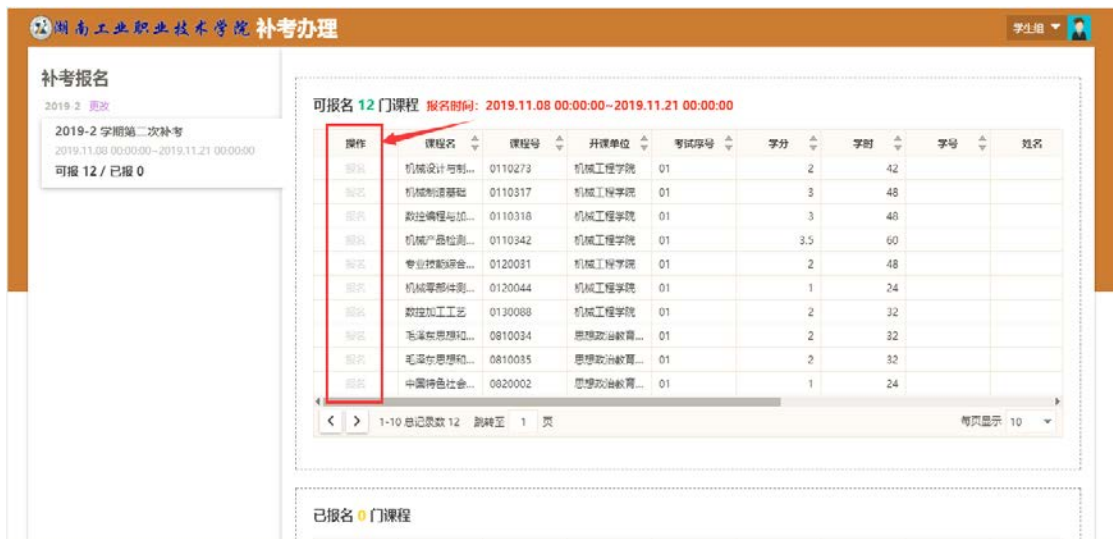 湖南工业职业技术学院 补考办理
学生组
补考报名
2019-2 更改
2019-2 学期第二次补考
2019.11.08 00:00:00~2019.11.21 00:00:00
可报 12 / 已报 0
可报名 12 门课程 报名时间：2019.11.08 00:00:00~2019.11.21 00:00:00
操作 课程名 课程号 开课单位 考试序号 学分 学时 学号 姓名
报名 机械设计与制... 0110273 机械工程学院 01 2 42
报名 机械制造基础 0110317 机械工程学院 01 3 48
报名 数控编程与加... 0110318 机械工程学院 01 3 48
报名 机械产品检测... 0110342 机械工程学院 01 3.5 60
报名 专业技能综合... 0120031 机械工程学院 01 2 48
报名 机械零部件测... 0120044 机械工程学院 01 1 24
报名 数控加工工艺 0130088 机械工程学院 01 2 32
报名 毛泽东思想和... 0810034 思想政治教育... 01 2 32
报名 毛泽东思想和... 0810035 思想政治教育... 01 2 32
报名 中国特色社会... 0820002 思想政治教育... 01 1 24
1-10 总记录数 12 跳转至 1 页 每页显示 10
已报名 0 门课程